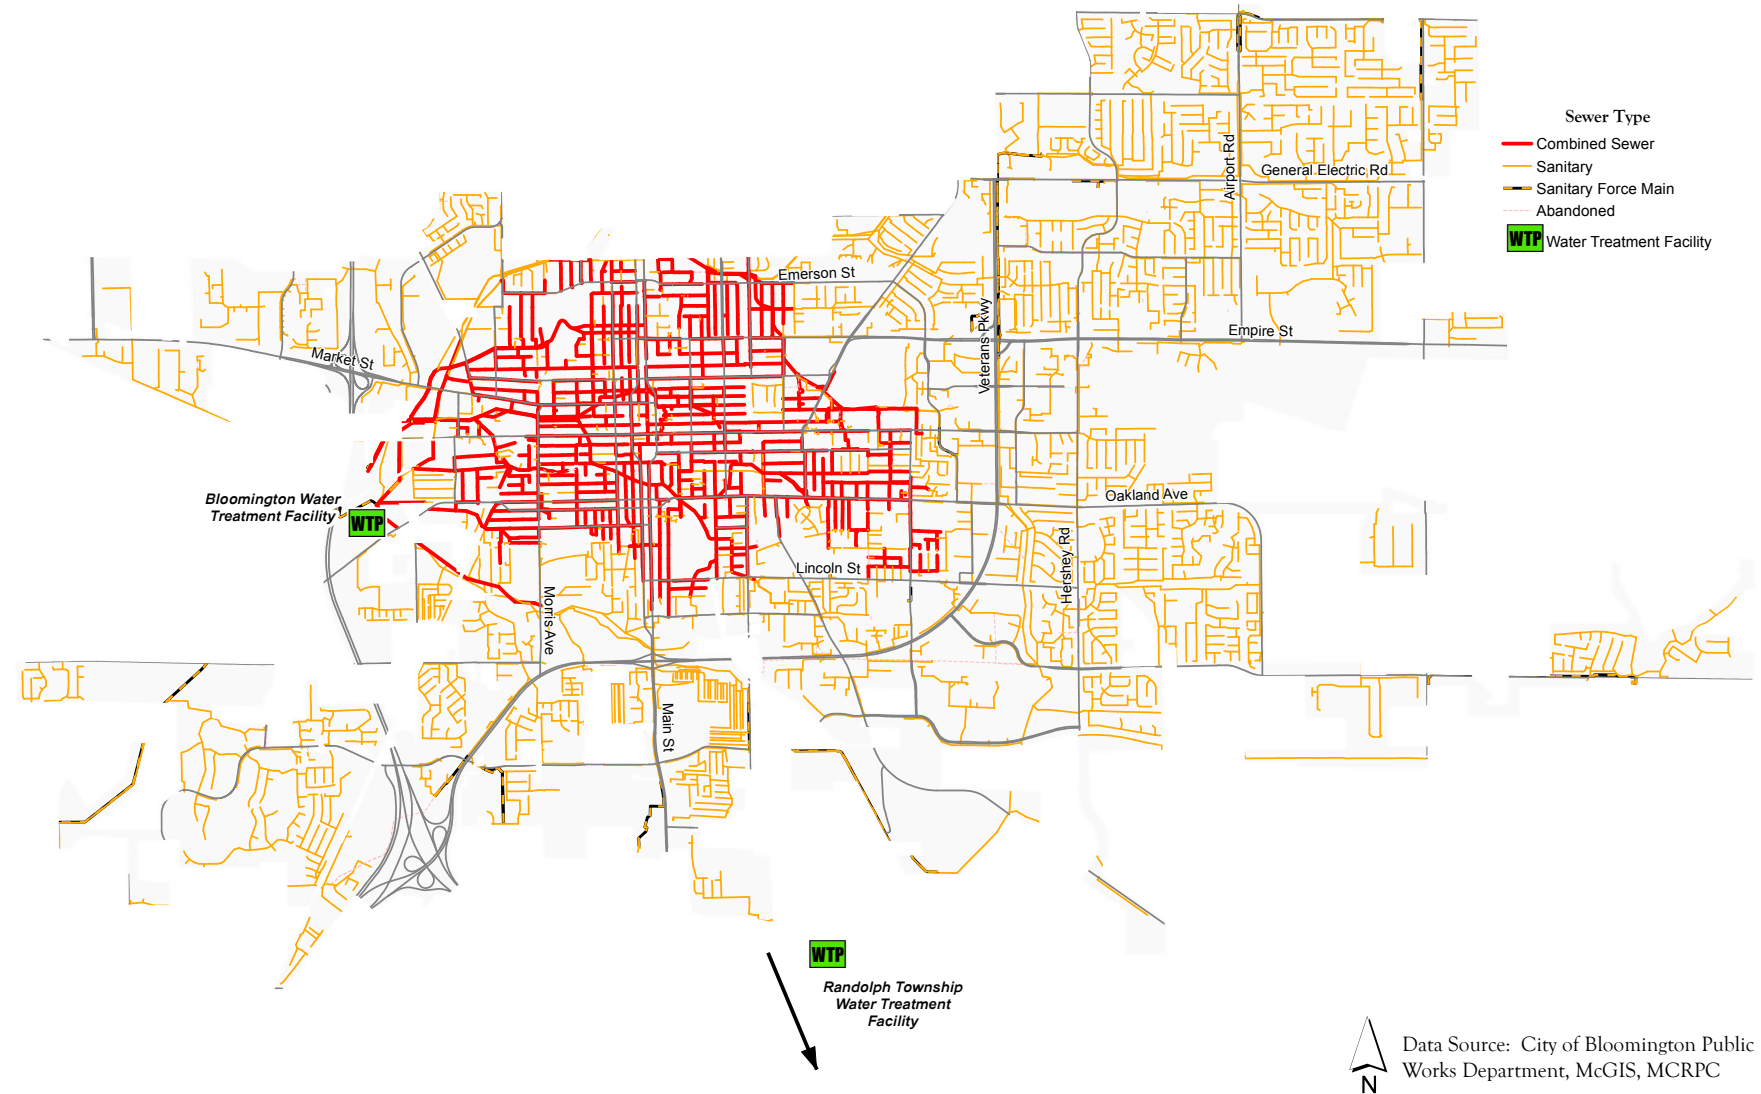 Sewer Type
Combined Sewer
Sanitary
Sanitary Force Main
Abandoned
WTP Water Treatment Facility
Airport Rd
General Electric Rd
Emerson St
Veterans Pkwy
Empire St
Market St
Oakland Ave
Bloomington Water
Treatment Facility
WTP
Hershey Rd
Lincoln St
Morris Ave
Main St
WTP
Randolph Township
Water Treatment
Facility
N
Data Source: City of Bloomington Public
Works Department, McGIS, MCRPC